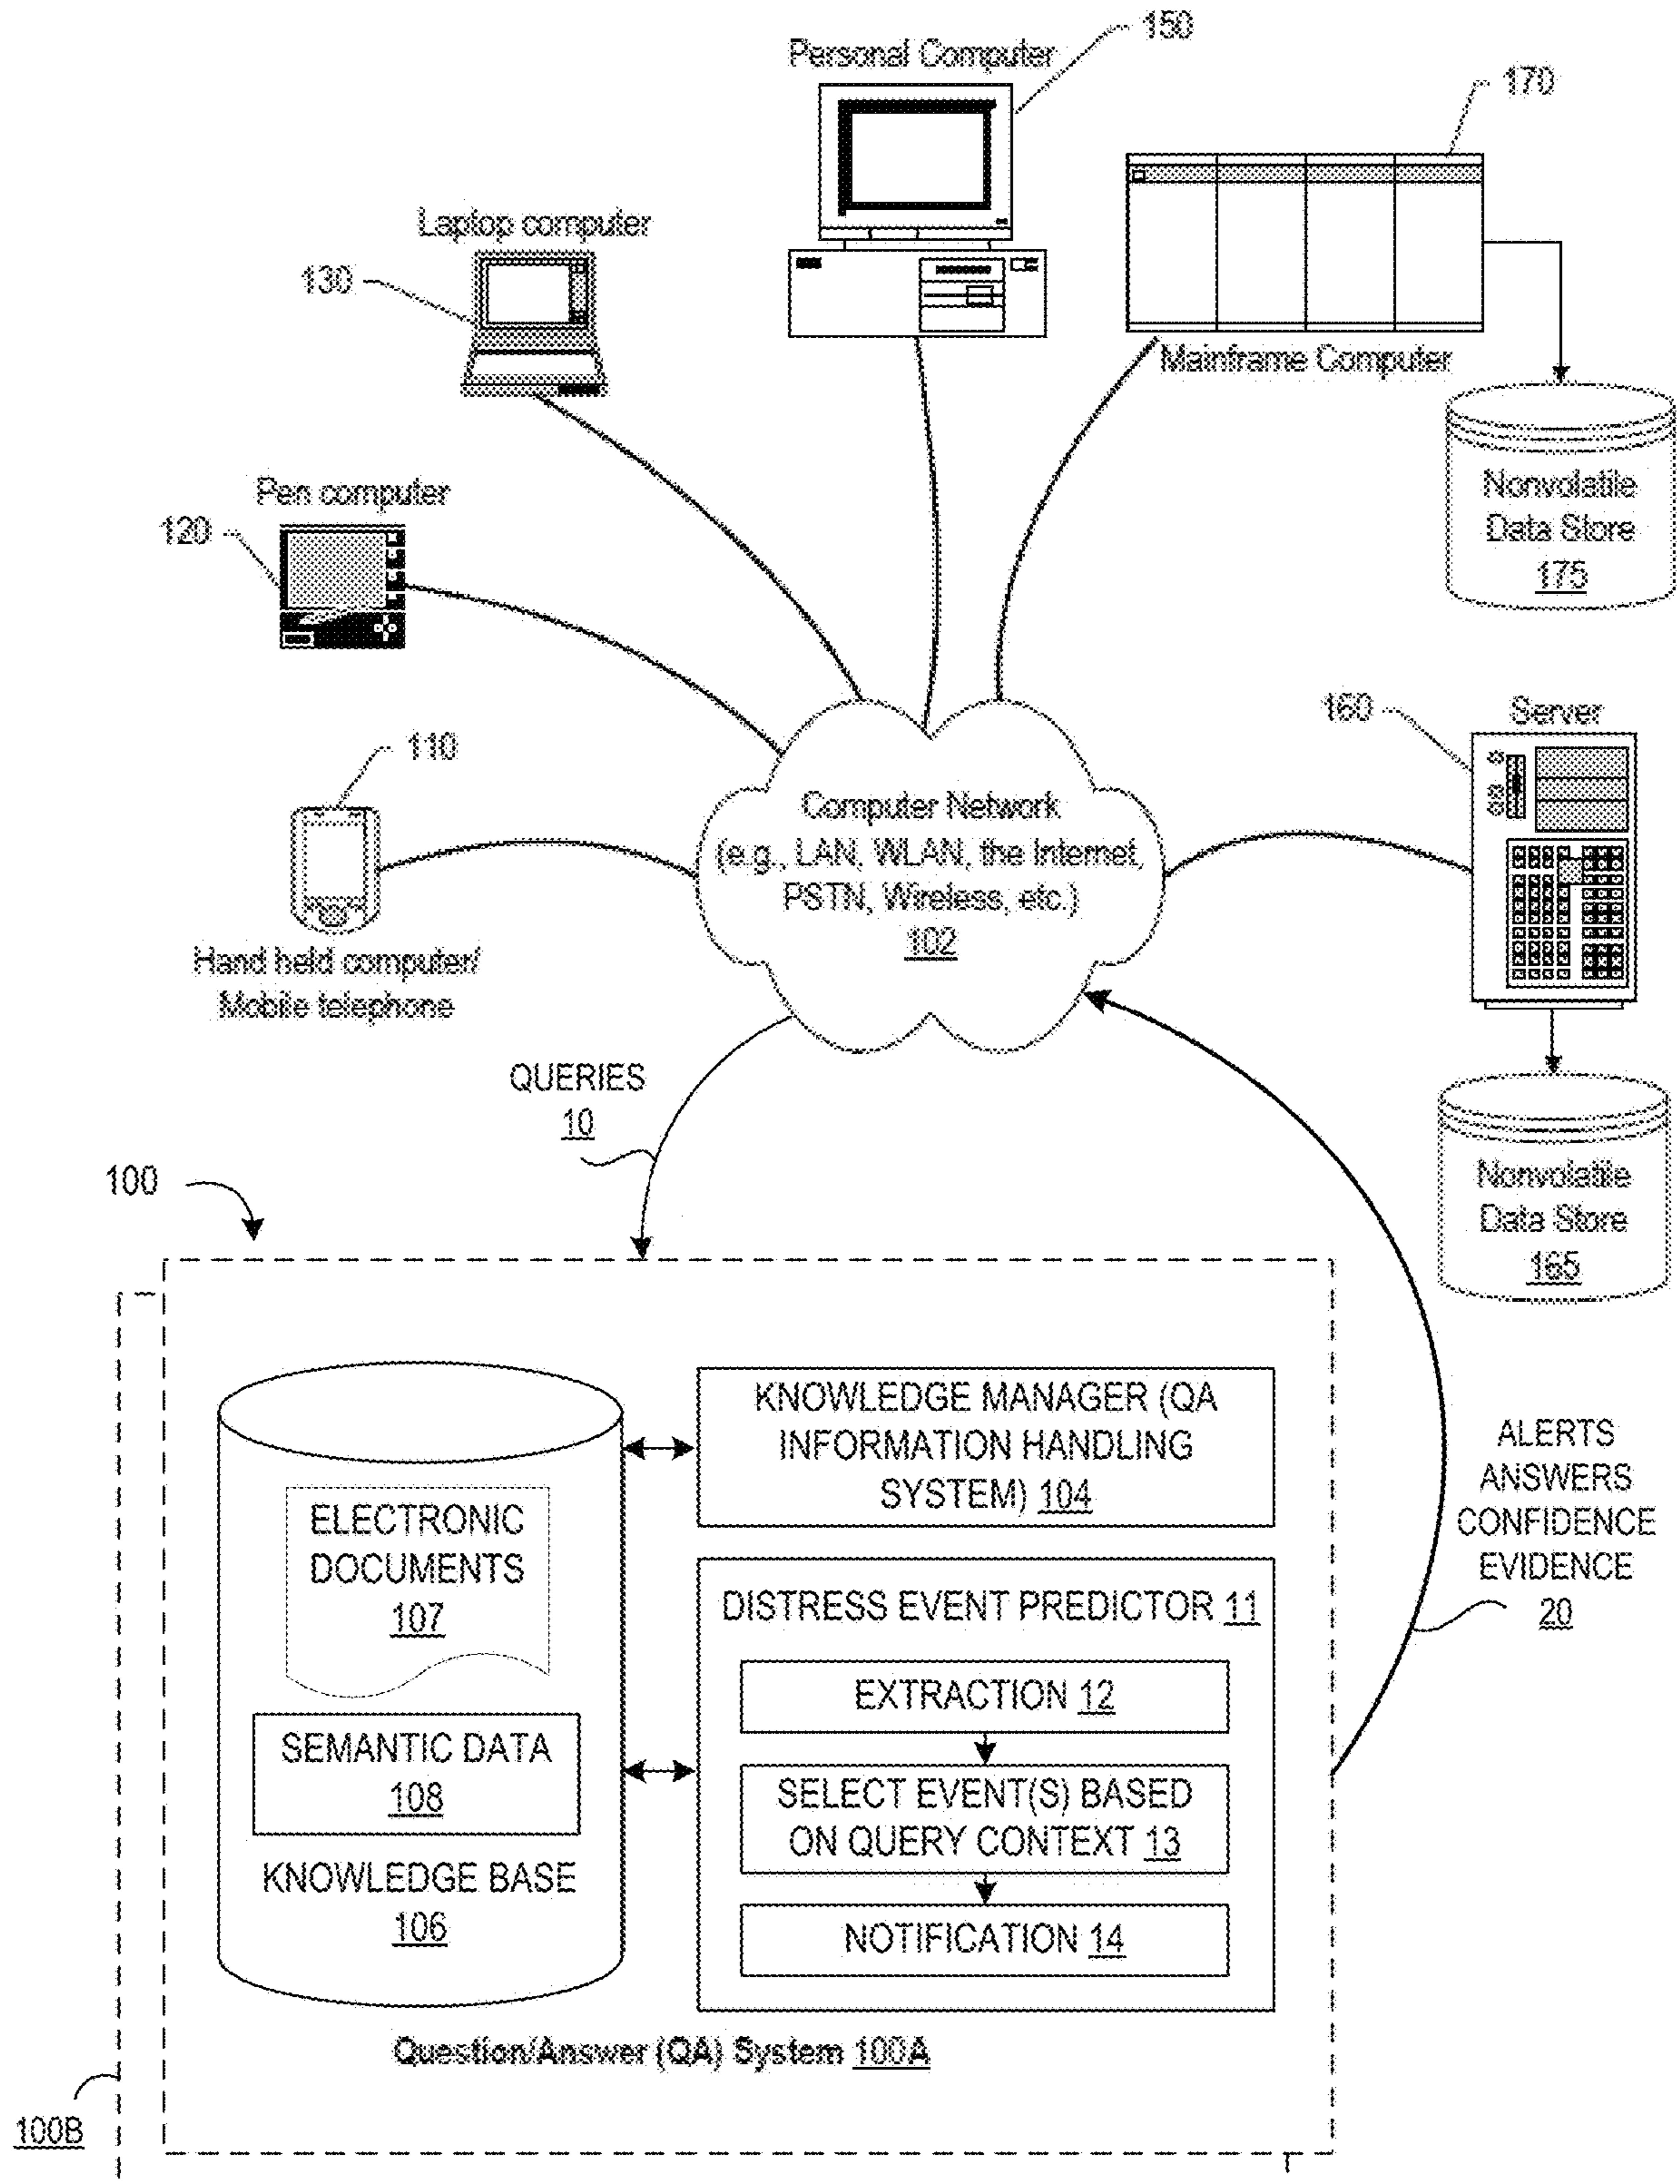 150
Personal Computer
170
Laptop computer
130
Mainframe Computer
Pen computer
120
Nonvolatile
Data Store
175
160
Server
110
Computer Network
(e.g., LAN, WLAN, the Internet,
PSTN, Wireless, etc.)
102
Hand held computer/
Mobile telephone
QUERIES
10
100
Nonvolatile
Data Store
165
KNOWLEDGE MANAGER (QA
INFORMATION HANDLING
SYSTEM) 104
ELECTRONIC
DOCUMENTS
107
ALERTS
ANSWERS
CONFIDENCE
EVIDENCE
20
DISTRESS EVENT PREDICTOR 11
EXTRACTION 12
SEMANTIC DATA
108
SELECT EVENT(S) BASED
ON QUERY CONTEXT 13
KNOWLEDGE BASE
106
NOTIFICATION 14
Question/Answer (QA) System 100A
100B